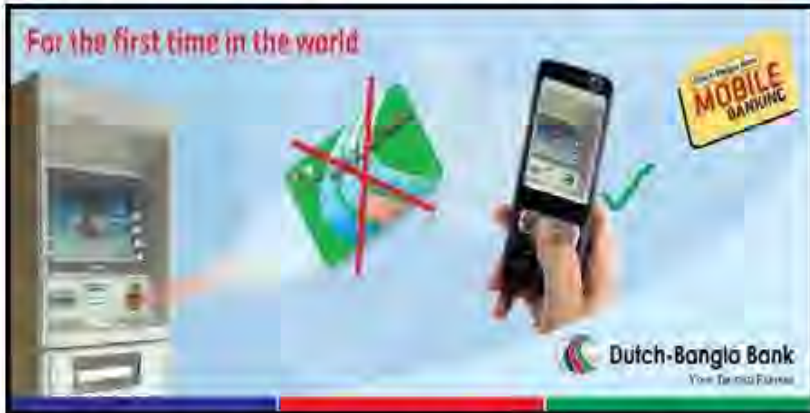 For the first time in the world
MOBILE
BANKING
Dutch-Bangla Bank